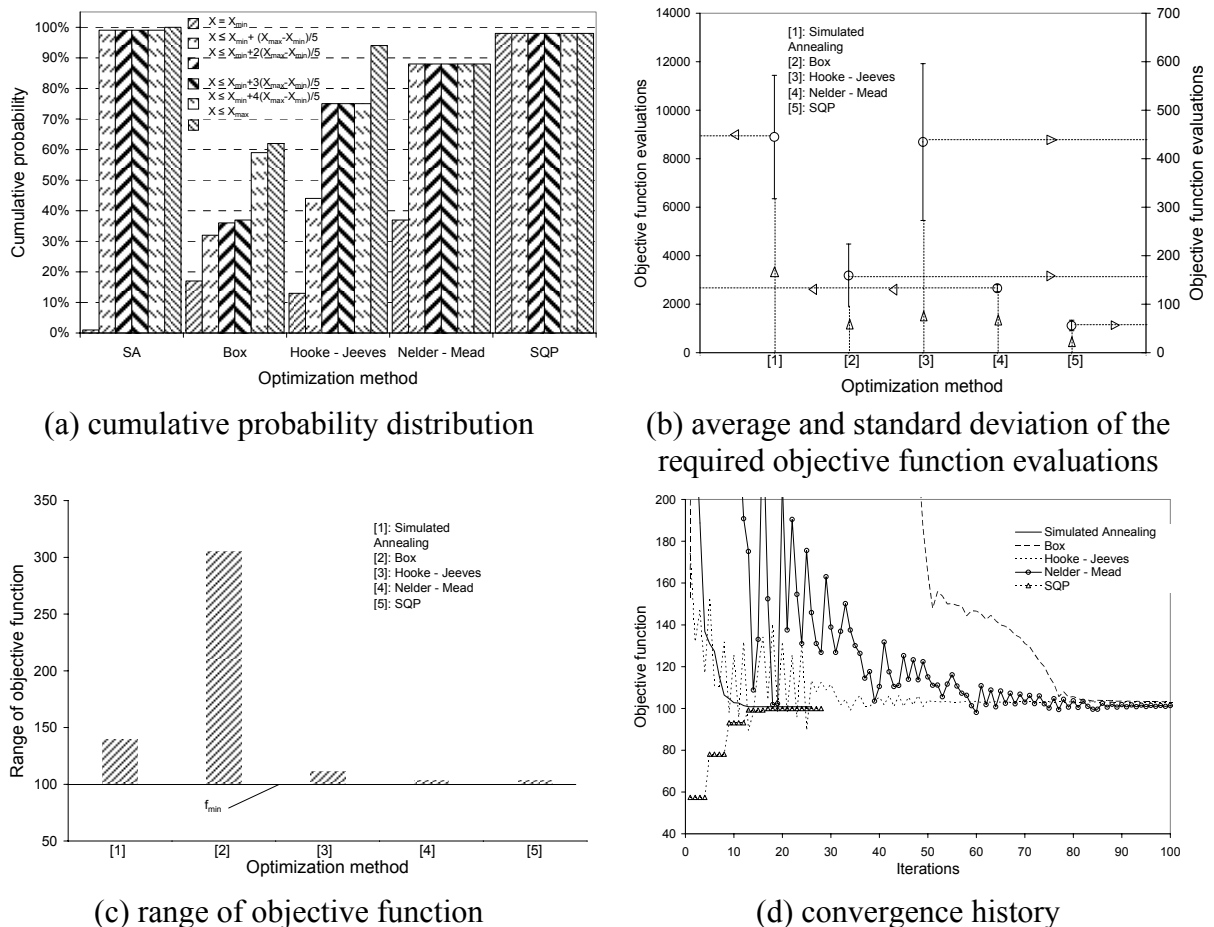 100%
90%
80%
70%
60%
50%
40%
30%
20%
10%
0%
Cumulative probability
X = Xmin
X ≤ Xmin+ (Xmax-Xmin)/5
X ≤ Xmin+2(Xmax-Xmin)/5
X ≤ Xmin+3(Xmax-Xmin)/5
X ≤ Xmin+4(Xmax-Xmin)/5
X ≤ Xmax
SA
Box
Hooke - Jeeves
Nelder - Mead
SQP
Optimization method
(a) cumulative probability distribution
14000
12000
10000
8000
6000
4000
2000
0
Objective function evaluations
[1]: Simulated
Annealing
[2]: Box
[3]: Hooke - Jeeves
[4]: Nelder - Mead
[5]: SQP
700
600
500
400
300
200
100
0
Objective function evaluations
[1]
[2]
[3]
[4]
[5]
Optimization method
(b) average and standard deviation of the
required objective function evaluations
350
300
250
200
150
100
50
Range of objective function
[1]: Simulated
Annealing
[2]: Box
[3]: Hooke - Jeeves
[4]: Nelder - Mead
[5]: SQP
fmin
[1]
[2]
[3]
[4]
[5]
Optimization method
(c) range of objective function
200
180
160
140
120
100
80
60
40
Objective function
Simulated Annealing
Box
Hooke - Jeeves
Nelder - Mead
SQP
0
10
20
30
40
50
60
70
80
90
100
Iterations
(d) convergence history